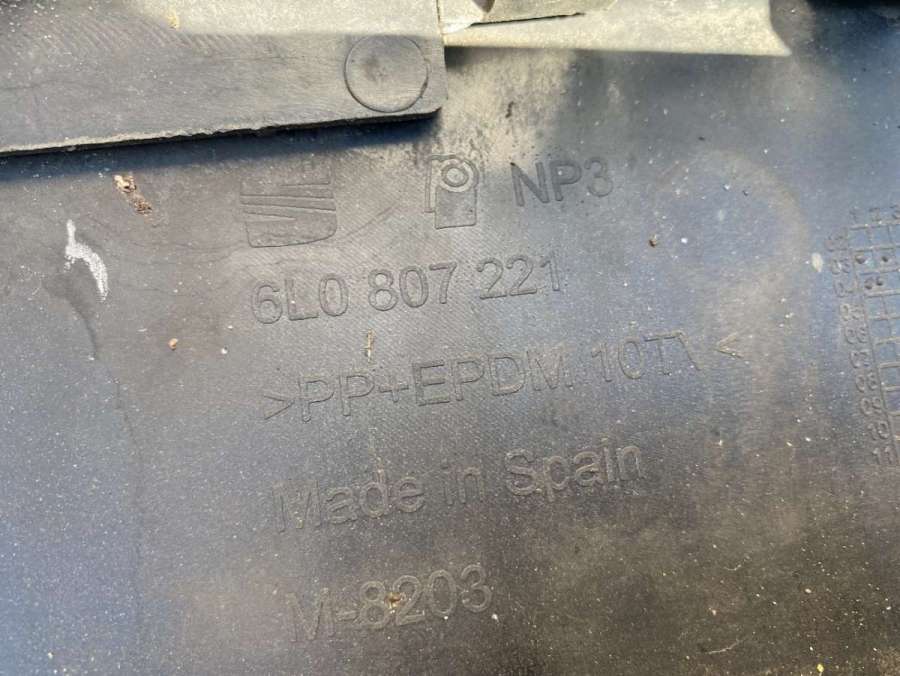 NP3
6L0 807 221
>PP+EPDM 10T\<
Made in Spain
M-8203